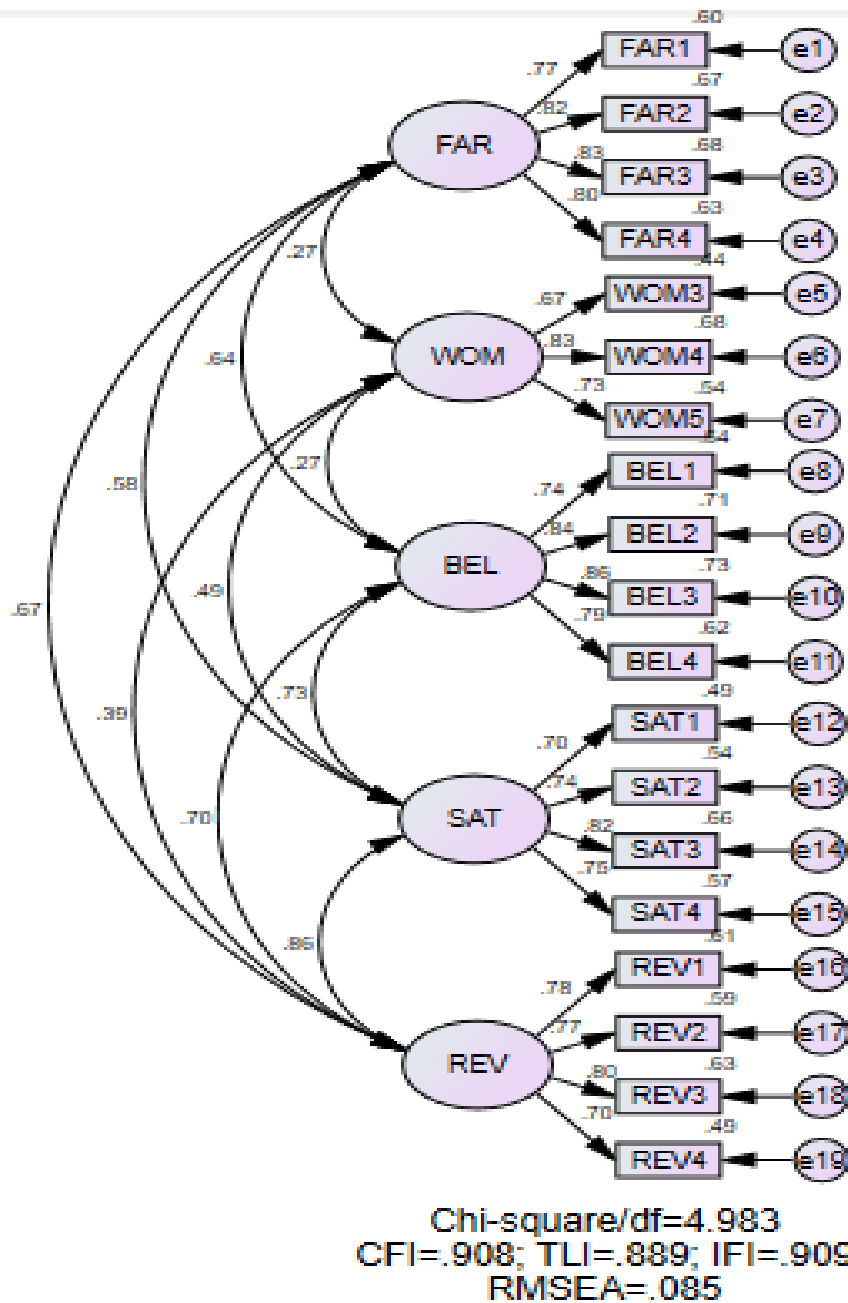 .60
FAR1
e1
.77
.67
FAR2
e2
.82
.68
FAR
FAR3
e3
.83
.63
.80
FAR4
e4
.44
.27
WOM3
e5
.67
.68
WOM
WOM4
e6
.83
.64
.54
.73
WOM5
e7
.54
.27
BEL1
e8
.58
.74
.71
BEL2
e9
.84
.73
BEL
.49
BEL3
e10
.86
.67
.62
.79
BEL4
e11
.49
.73
.39
SAT1
e12
.70
.54
SAT2
e13
.74
.66
.70
SAT
SAT3
e14
.82
.57
.75
SAT4
e15
.61
.86
REV1
e16
.78
.59
REV2
e17
.77
.63
REV
REV3
e18
.80
.49
.70
REV4
e19
Chi-square/df=4.983
CFI=.908; TLI=.889; IFI=.909
RMSEA=.085